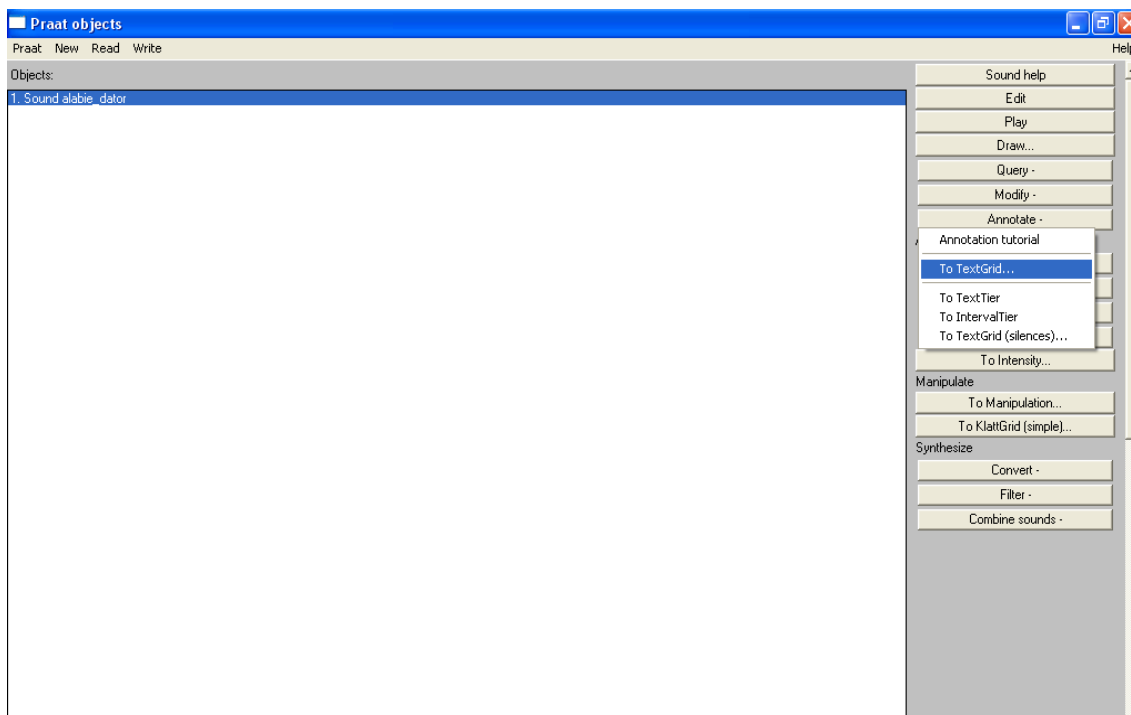 Praat objects
Praat New Read Write Help
Objects:
1. Sound alabie_dator
Sound help
Edit
Play
Draw...
Query -
Modify -
Annotate -
Annotation tutorial
To TextGrid...
To TextTier
To IntervalTier
To TextGrid (silences)...
To Intensity...
Manipulate
To Manipulation...
To KlattGrid (simple)...
Synthesize
Convert -
Filter -
Combine sounds -